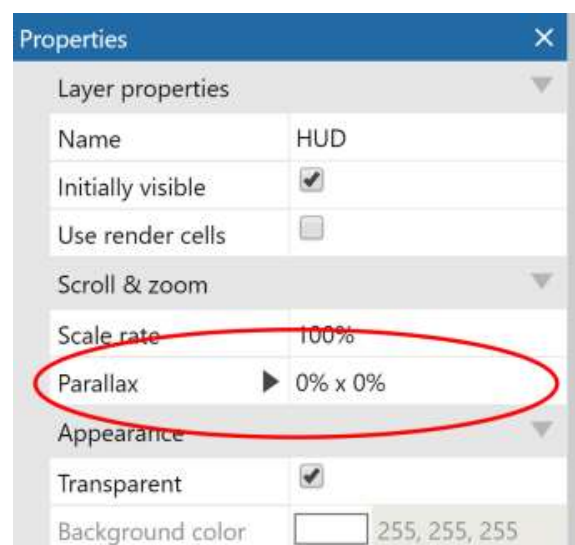 Properties
Layer properties
Name HUD
Initially visible
Use render cells
Scroll & zoom
Scale rate 100%
Parallax 0% x 0%
Appearance
Transparent
Background color 255, 255, 255